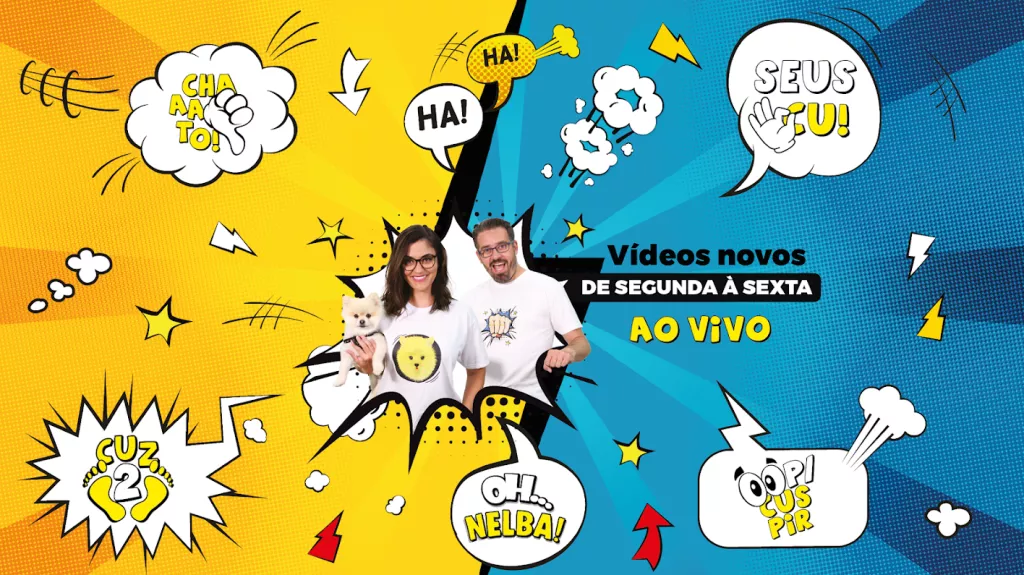 CHA
AAA
TO!
HA!
HA!
SEUS
CU!
Vídeos novos
DE SEGUNDA À SEXTA
AO VIVO
CUZ
2
OH...
NELBA!
OOPI
CUS
PIR